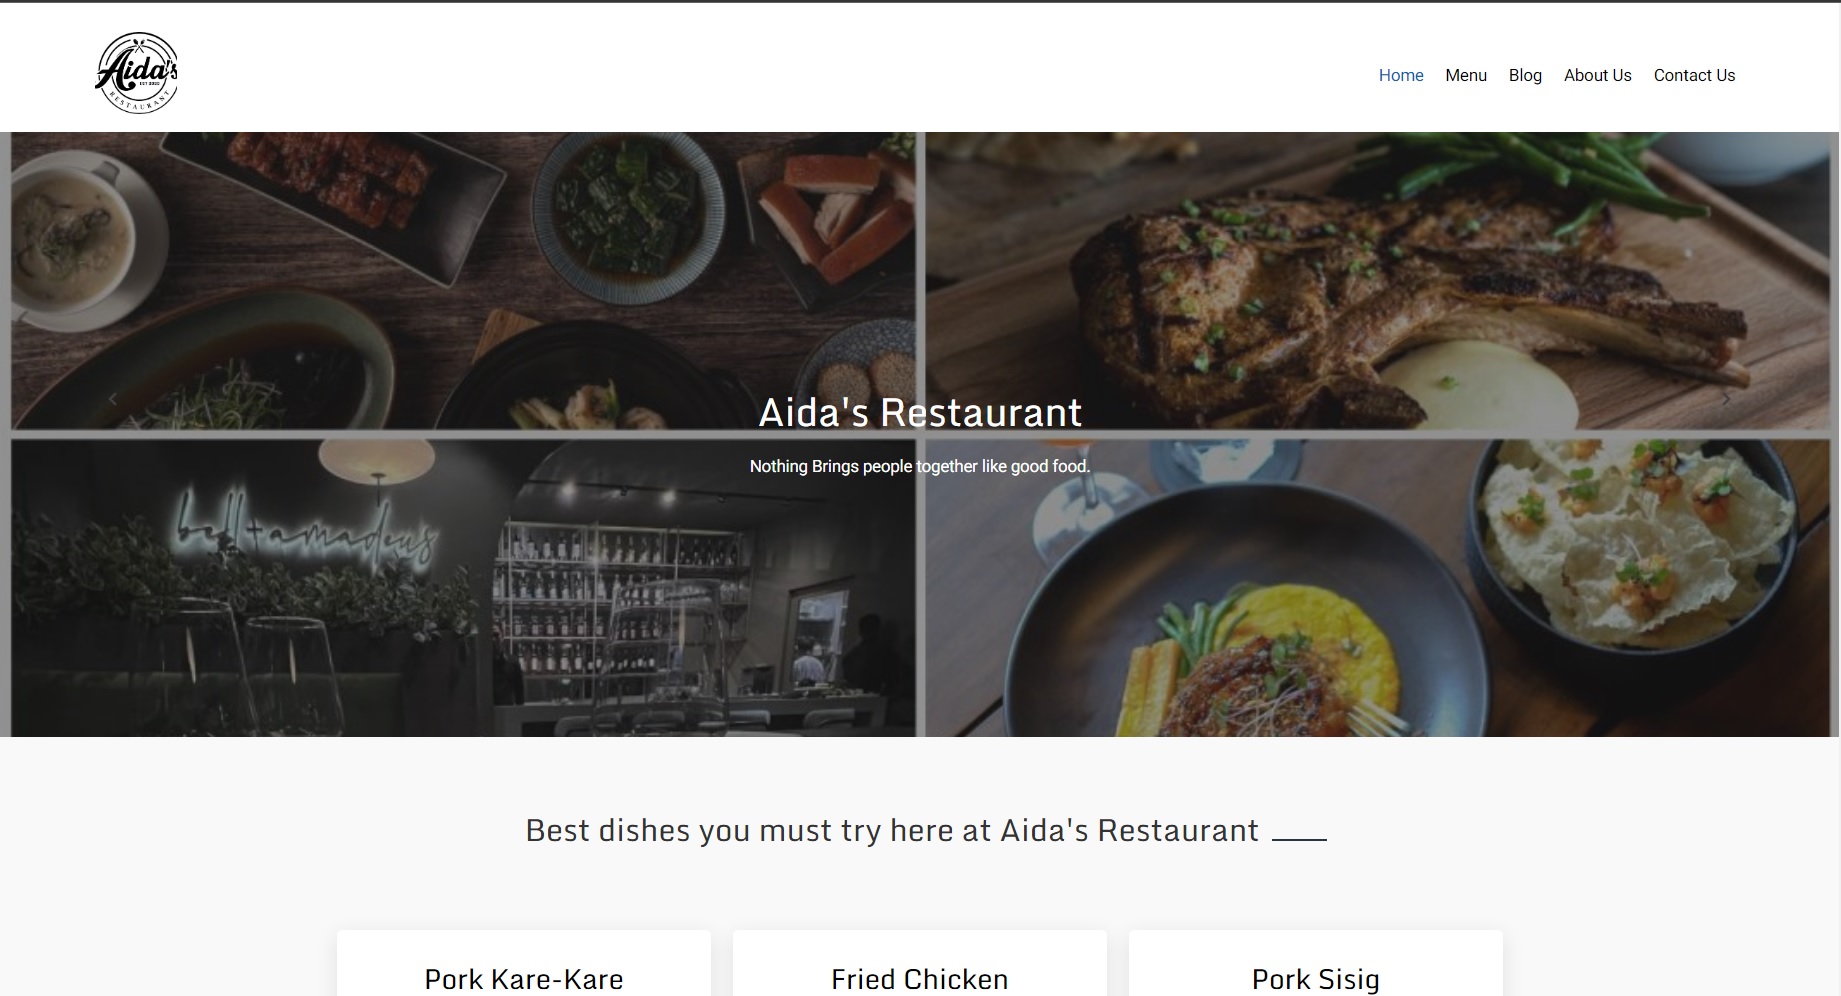 Aida's
EST 2022
RESTAURANT
Home Menu Blog About Us Contact Us
Aida's Restaurant
Nothing Brings people together like good food.
bell+amadeus
Best dishes you must try here at Aida's Restaurant
Pork Kare-Kare
Fried Chicken
Pork Sisig